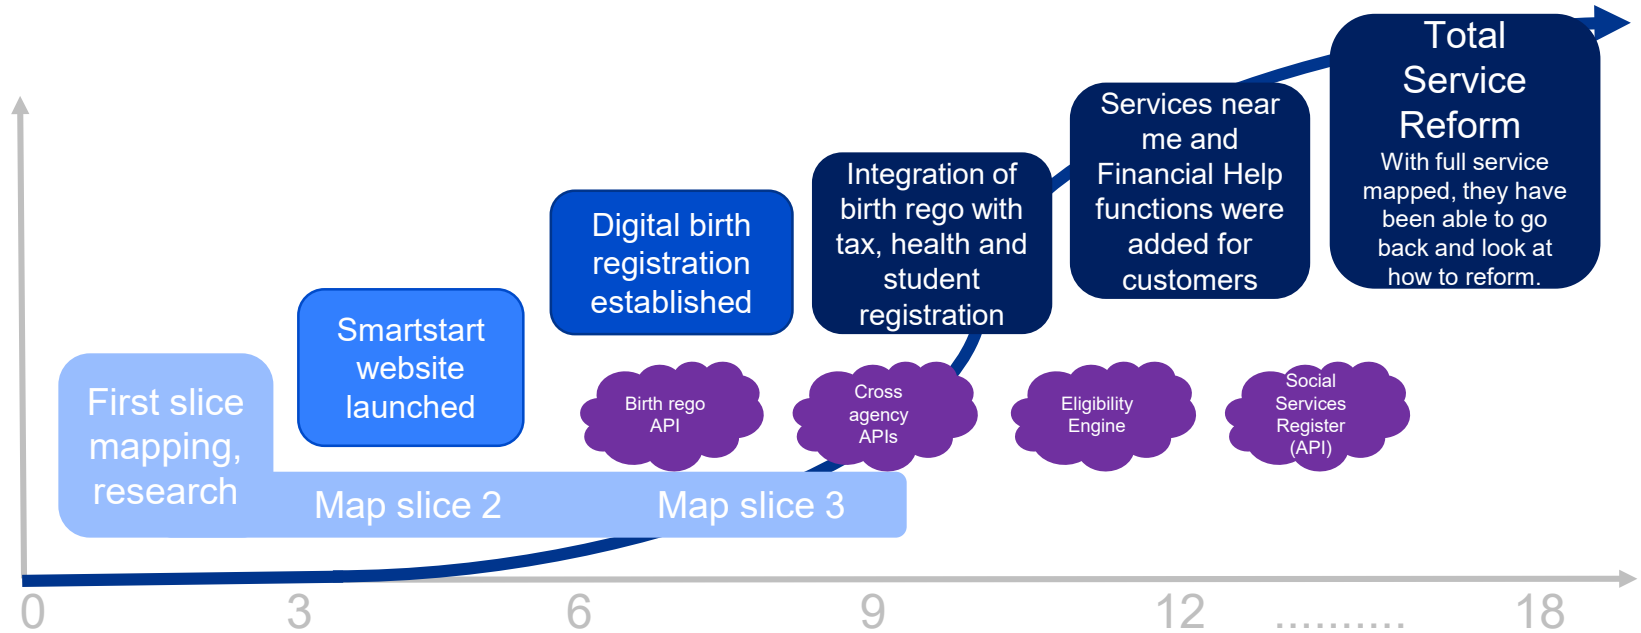 First slice
mapping,
research
Map slice 2
Map slice 3
Smartstart
website
launched
Digital birth
registration
established
Integration of
birth rego with
tax, health and
student
registration
Services near
me and
Financial Help
functions were
added for
customers
Total
Service
Reform
With full service
mapped, they have
been able to go
back and look at
how to reform.
Birth rego
API
Cross
agency
APIs
Eligibility
Engine
Social
Services
Register
(API)
0 3 6 9 12 .......... 18